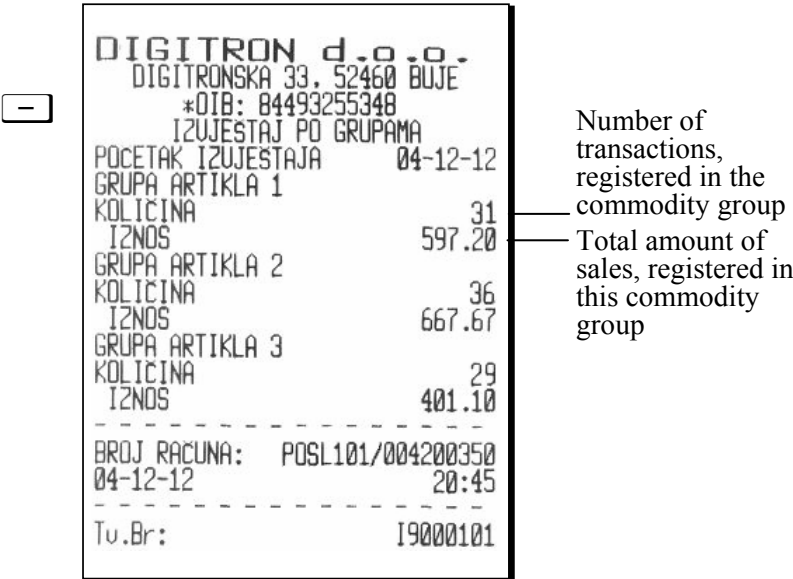 DIGITRON d.o.o.
DIGITRONSKA 33, 52460 BUJE
*OIB: 84493255348
IZVJEŠTAJ PO GRUPAMA
POČETAK IZVJEŠTAJA 04-12-12
GRUPA ARTIKLA 1
KOLIČINA 31
IZNOS 597.20
GRUPA ARTIKLA 2
KOLIČINA 36
IZNOS 667.67
GRUPA ARTIKLA 3
KOLIČINA 29
IZNOS 401.10
- - - - - - - - - - - - - - - - - -
BROJ RAČUNA: POSL101/004200350
04-12-12 20:45
- - - - - - - - - - - - - - - - - -
Tv.Br: I9000101
–
Number of
transactions,
registered in the
commodity group
Total amount of
sales, registered in
this commodity
group